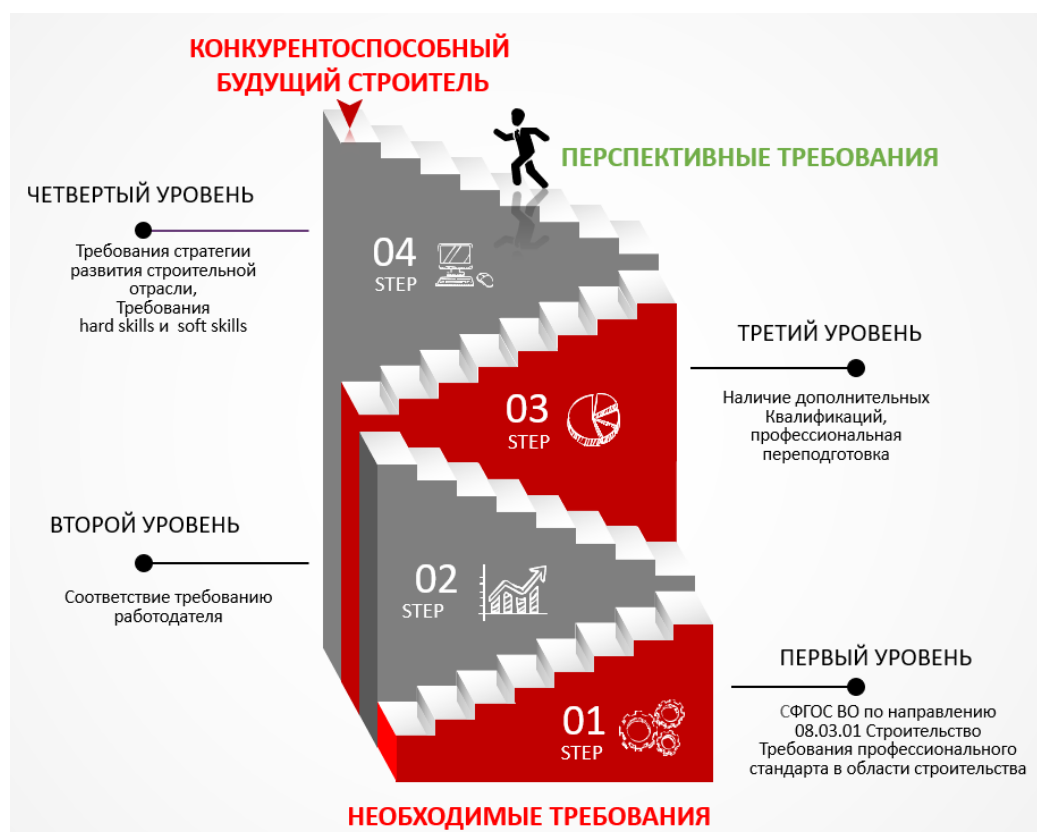 КОНКУРЕНТОСПОСОБНЫЙ
БУДУЩИЙ СТРОИТЕЛЬ
ПЕРСПЕКТИВНЫЕ ТРЕБОВАНИЯ
ЧЕТВЕРТЫЙ УРОВЕНЬ
Требования стратегии
развития строительной
отрасли,
Требования
hard skills и soft skills
04
STEP
ТРЕТИЙ УРОВЕНЬ
Наличие дополнительных
Квалификаций,
профессиональная
переподготовка
03
STEP
ВТОРОЙ УРОВЕНЬ
Соответствие требованию
работодателя
02
STEP
ПЕРВЫЙ УРОВЕНЬ
СФГОС ВО по направлению
08.03.01 Строительство
Требования профессионального
стандарта в области строительства
01
STEP
НЕОБХОДИМЫЕ ТРЕБОВАНИЯ